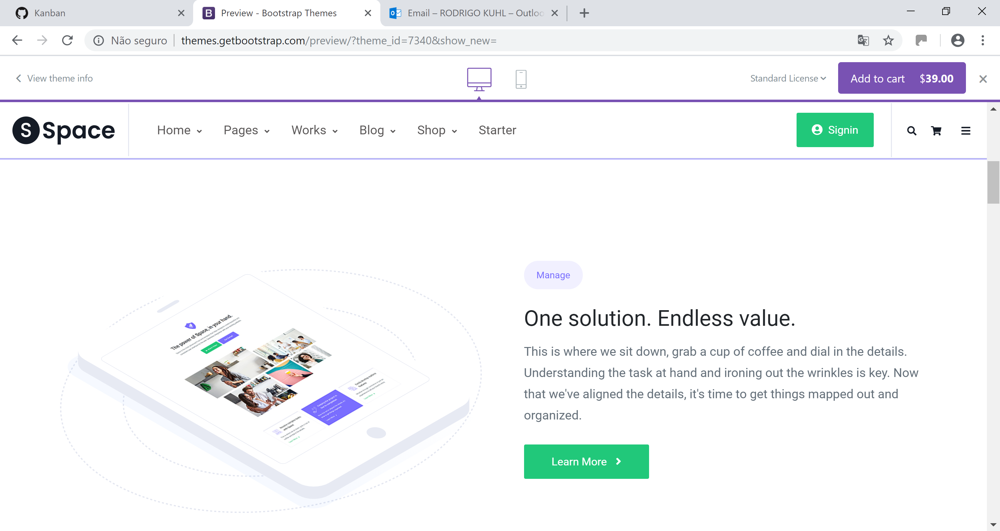 Kanban
Preview - Bootstrap Themes
Email – RODRIGO KUHL – Outloo
Não seguro
themes.getbootstrap.com/preview/?theme_id=7340&show_new=
View theme info
Standard License
Add to cart $39.00
S Space
Home
Pages
Works
Blog
Shop
Starter
Signin
The power of Space, in your hand.
Manage
One solution. Endless value.
This is where we sit down, grab a cup of coffee and dial in the details.
Understanding the task at hand and ironing out the wrinkles is key. Now
that we've aligned the details, it's time to get things mapped out and
organized.
Learn More